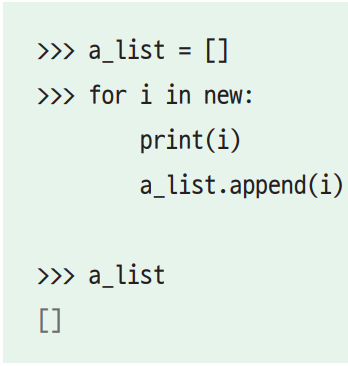 >>> a_list = []
>>> for i in new:
        print(i)
        a_list.append(i)

>>> a_list
[]